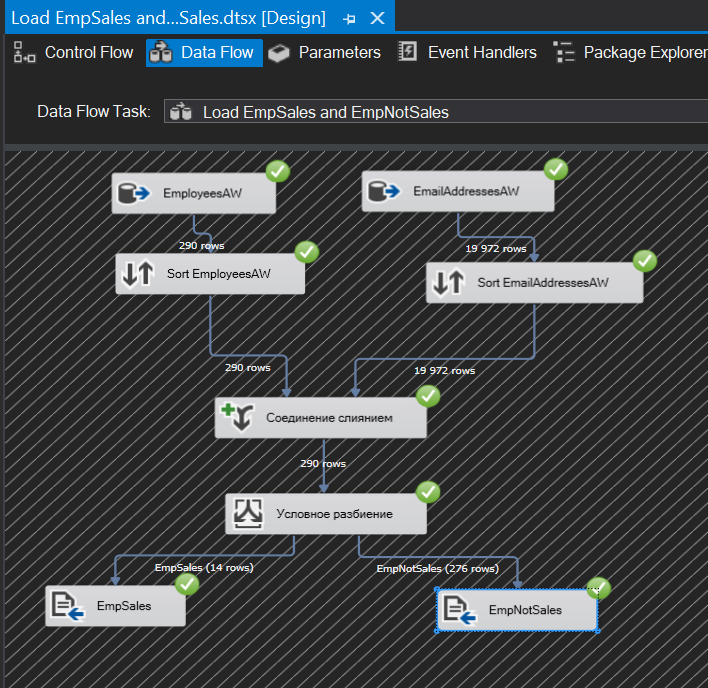 Load EmpSales and...Sales.dtsx [Design]
Control Flow
Data Flow
Parameters
Event Handlers
Package Explorer
Data Flow Task:
Load EmpSales and EmpNotSales
EmployeesAW
EmailAddressesAW
290 rows
19 972 rows
Sort EmployeesAW
Sort EmailAddressesAW
290 rows
19 972 rows
Соединение слиянием
290 rows
Условное разбиение
EmpSales (14 rows)
EmpNotSales (276 rows)
EmpSales
EmpNotSales